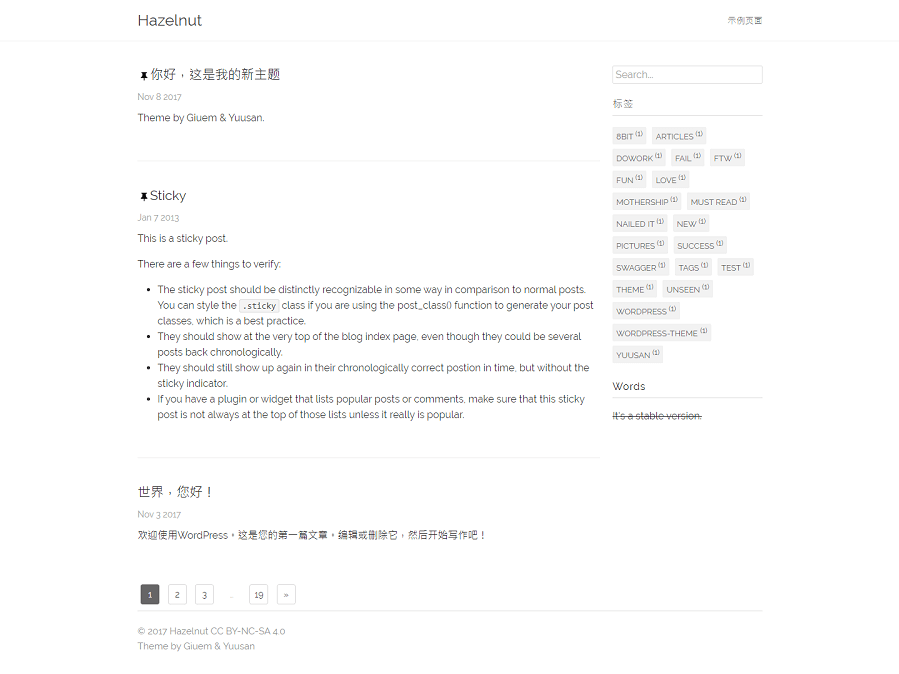 Hazelnut
示例页面
你好，这是我的新主题
Nov 8 2017
Theme by Giuem & Yuusan.
Sticky
Jan 7 2013
This is a sticky post.
There are a few things to verify:
The sticky post should be distinctly recognizable in some way in comparison to normal posts.
You can style the .sticky class if you are using the post_class() function to generate your post
classes, which is a best practice.
They should show at the very top of the blog index page, even though they could be several
posts back chronologically.
They should still show up again in their chronologically correct postion in time, but without the
sticky indicator.
If you have a plugin or widget that lists popular posts or comments, make sure that this sticky
post is not always at the top of those lists unless it really is popular.
世界，您好！
Nov 3 2017
欢迎使用WordPress。这是您的第一篇文章。编辑或删除它，然后开始写作吧！
1 2 3 … 19 »
Search...
标签
8BIT (1) ARTICLES (1)
DOWORK (1) FAIL (1) FTW (1)
FUN (1) LOVE (1)
MOTHERSHIP (1) MUST READ (1)
NAILED IT (1) NEW (1)
PICTURES (1) SUCCESS (1)
SWAGGER (1) TAGS (1) TEST (1)
THEME (1) UNSEEN (1)
WORDPRESS (1)
WORDPRESS-THEME (1)
YUUSAN (1)
Words
It's a stable version.
© 2017 Hazelnut CC BY-NC-SA 4.0
Theme by Giuem & Yuusan